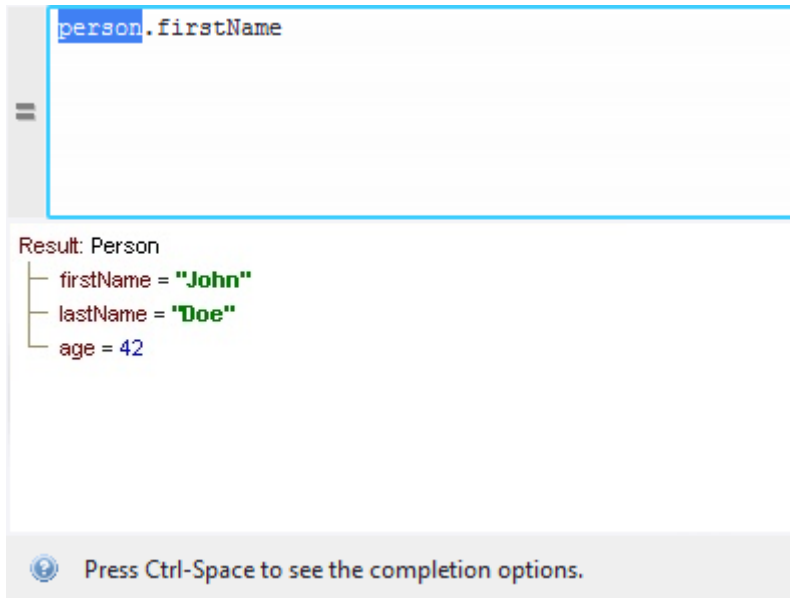 person.firstName
Result: Person
firstName = "John"
lastName = "Doe"
age = 42
Press Ctrl-Space to see the completion options.